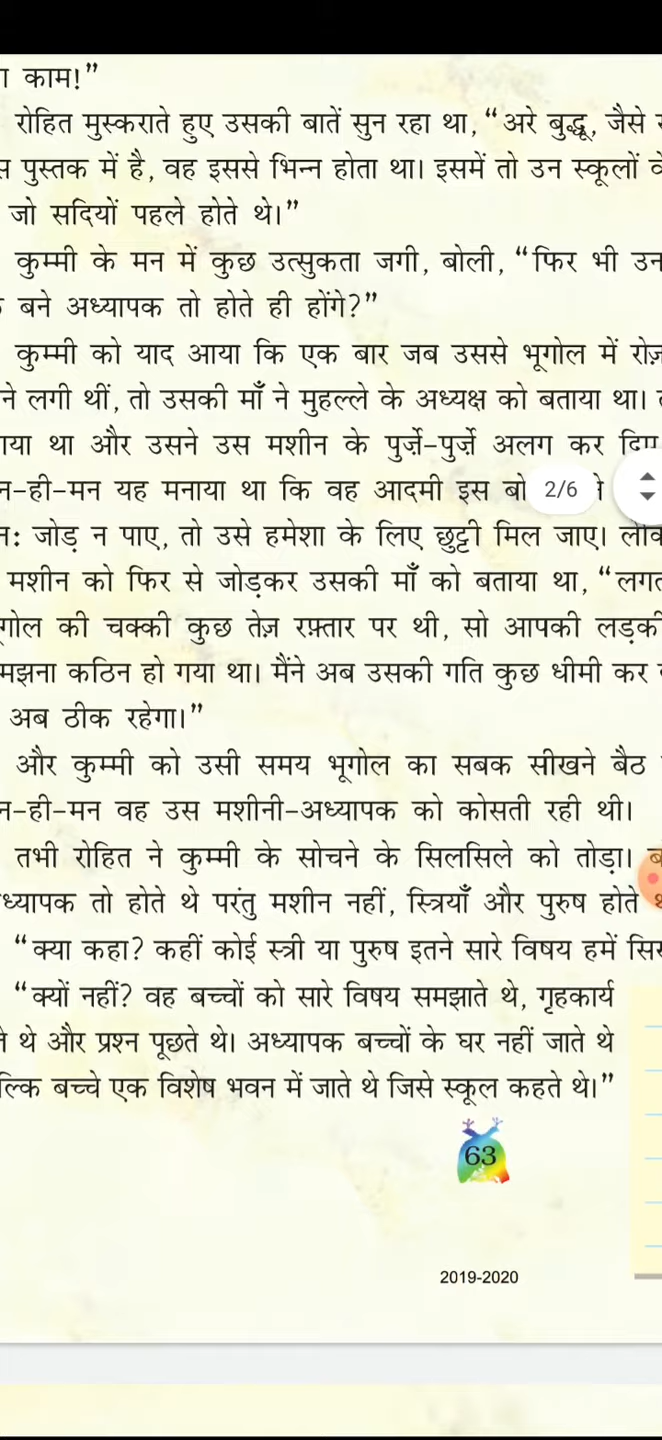 काम!”
रोहित मुस्कराते हुए उसकी बातें सुन रहा था, “अरे बुद्धू, जैसे
पुस्तक में है, वह इससे भिन्न होता था। इसमें तो उन स्कूलों
जो सदियों पहले होते थे।”
कुम्मी के मन में कुछ उत्सुकता जगी, बोली, “फिर भी उन
बने अध्यापक तो होते ही होंगे?”
कुम्मी को याद आया कि एक बार जब उससे भूगोल में रोज़
ने लगी थीं, तो उसकी माँ ने मुहल्ले के अध्यक्ष को बताया था।
था और उसने उस मशीन के पुर्ज़े-पुर्ज़े अलग कर दिए
न-ही-मन यह मनाया था कि वह आदमी इस बो 2/6
जोड़ न पाए, तो उसे हमेशा के लिए छुट्टी मिल जाए।
मशीन को फिर से जोड़कर उसकी माँ को बताया था, “लगत
गोल की चक्की कुछ तेज़ रफ़्तार पर थी, सो आपकी लड़की
मझना कठिन हो गया था। मैंने अब उसकी गति कुछ धीमी कर
अब ठीक रहेगा।”
और कुम्मी को उसी समय भूगोल का सबक सीखने बैठ
न-ही-मन वह उस मशीनी-अध्यापक को कोसती रही थी।
तभी रोहित ने कुम्मी के सोचने के सिलसिले को तोड़ा।
ध्यापक तो होते थे परंतु मशीन नहीं, स्त्रियाँ और पुरुष होते
“क्या कहा? कहीं कोई स्त्री या पुरुष इतने सारे विषय हमें सि
“क्यों नहीं? वह बच्चों को सारे विषय समझाते थे, गृहकार्य
थे और प्रश्न पूछते थे। अध्यापक बच्चों के घर नहीं जाते थे
ल्कि बच्चे एक विशेष भवन में जाते थे जिसे स्कूल कहते थे।”
63
2019-2020